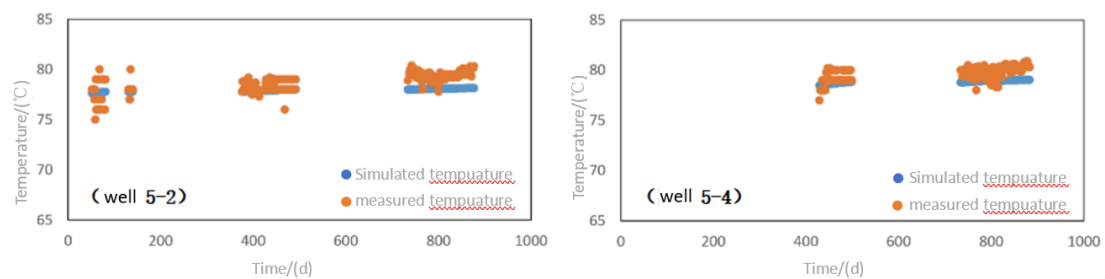 85
80
75
70
65
Temperature/(℃)
Simulated tempuature
measured tempuature
(well 5-2)
0 200 400 600 800 1000
Time/(d)
85
80
75
70
65
Temperature/(℃)
Simulated tempuature
measured tempuature
(well 5-4)
0 200 400 600 800 1000
Time/(d)